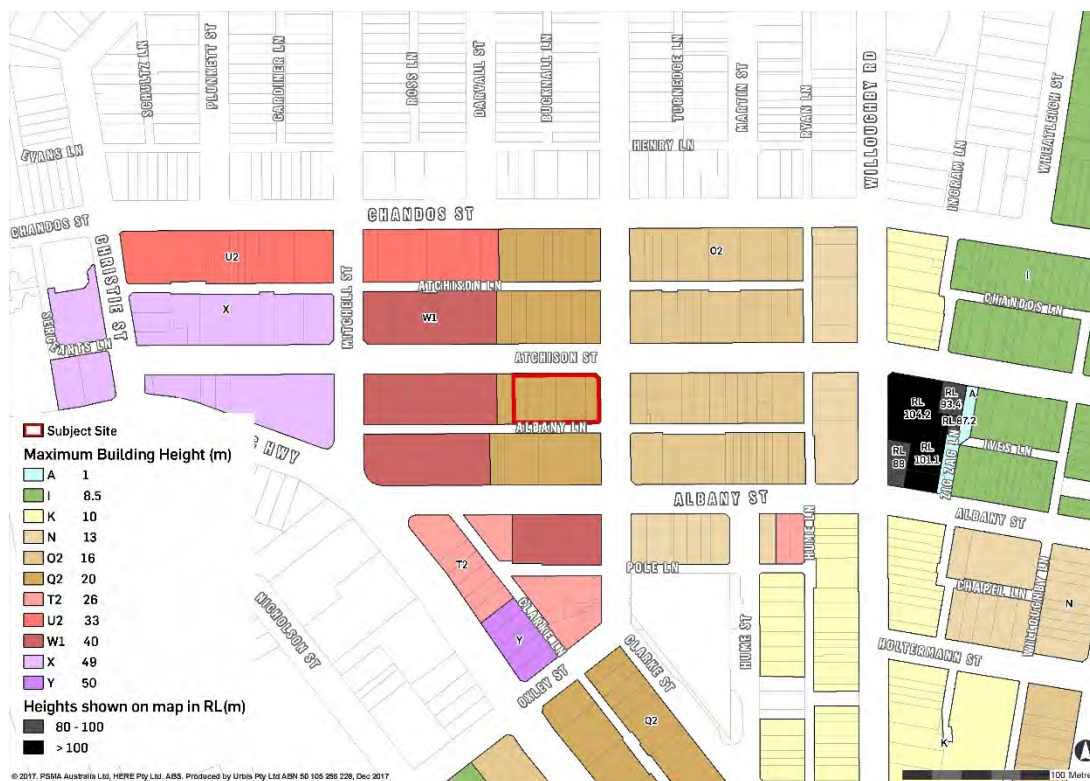 SCHULTZ LN
PLUNKETT ST
GARDINER LN
ROSS LN
DARVALL ST
BUCKNALL LN
TURNEDGE LN
MARTIN ST
RYAN LN
WILLOUGHBY RD
INGRAM LN
WHEATLEIGH ST
EVANS LN
HENRY LN
CHANDOS ST
CHANDOS ST
CHRISTIE ST
U2
MITCHELL ST
O2
I
ATCHISON LN
CHANDOS LN
X
W1
SERGEANTS LN
ATCHISON ST
RL
104.2
RL
93.4
A
RL 87.2
ALBANY LN
RL
88
RL
101.1
ZIG ZAG LN
IVES LN
HWY
ALBANY ST
ALBANY ST
HUME LN
T2
POLE LN
CHAPEL LN
WILLOUGHBY LN
N
CLARKE LN
NICHOLSON ST
Y
HUME ST
OXLEY ST
CLARKE ST
HOLTERMANN ST
Q2
K
Subject Site
Maximum Building Height (m)
A 1
I 8.5
K 10
N 13
O2 16
Q2 20
T2 26
U2 33
W1 40
X 49
Y 50
Heights shown on map in RL(m)
80 - 100
> 100
© 2017. PSMA Australia Ltd, HERE Pty Ltd. ABS. Produced by Urbis Pty Ltd ABN 50 105 256 228, Dec 2017